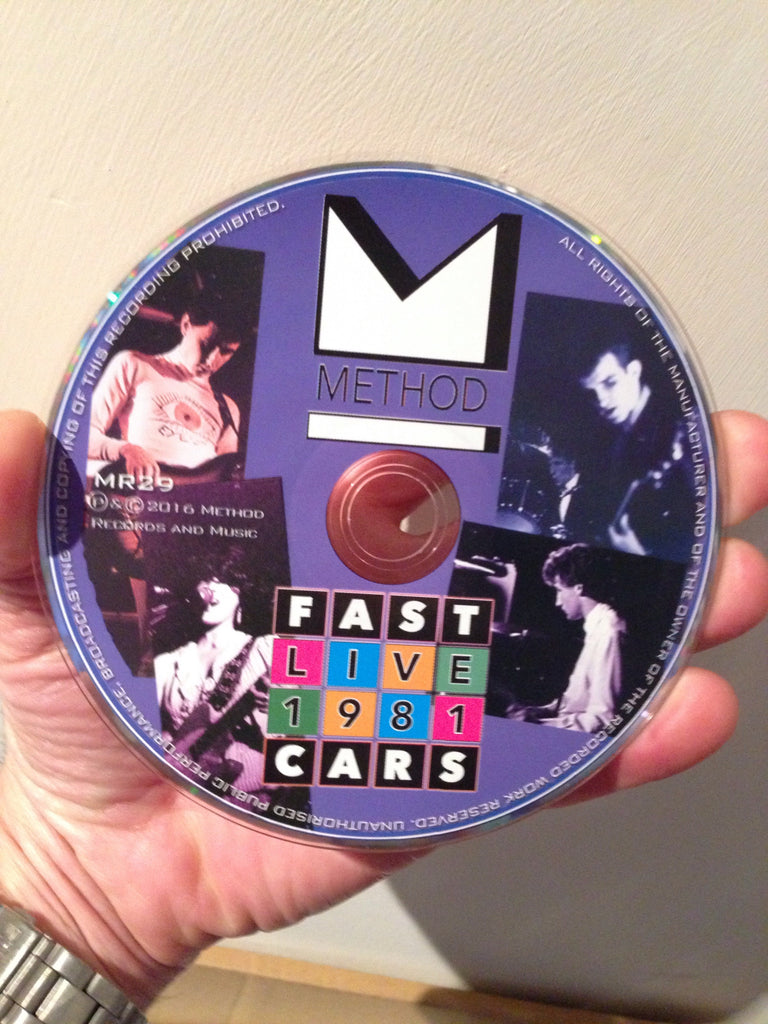 METHOD
MR29
℗ & © 2016 METHOD
RECORDS AND MUSIC
FAST
LIVE
1981
CARS
ALL RIGHTS OF THE MANUFACTURER AND OF THE OWNER OF THE RECORDED WORK RESERVED. UNAUTHORISED PUBLIC PERFORMANCE, BROADCASTING AND COPYING OF THIS RECORDING PROHIBITED.